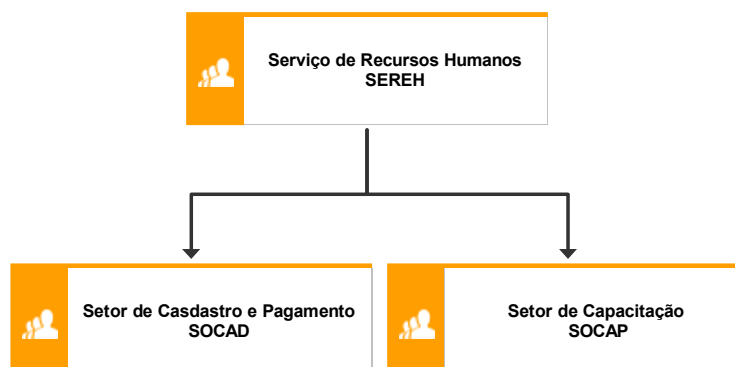 Serviço de Recursos Humanos
SEREH
Setor de Casdastro e Pagamento
SOCAD
Setor de Capacitação
SOCAP